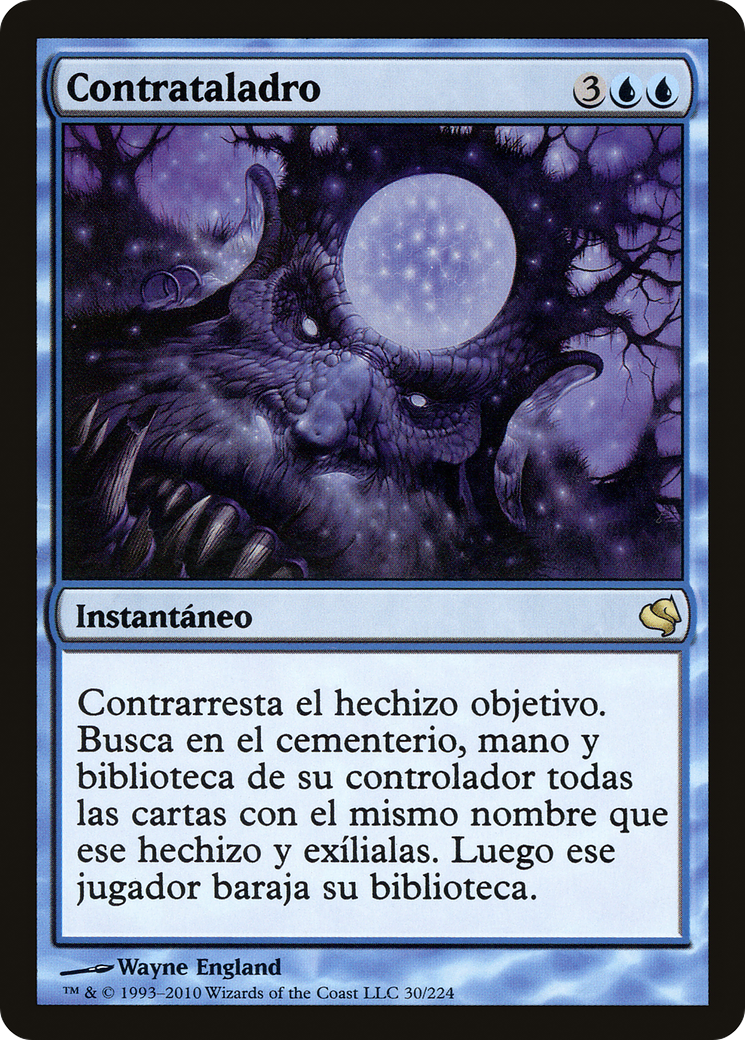 Contrataladro
3
Instantáneo
Contrarresta el hechizo objetivo.
Busca en el cementerio, mano y
biblioteca de su controlador todas
las cartas con el mismo nombre que
ese hechizo y exílialas. Luego ese
jugador baraja su biblioteca.
Wayne England
™ & © 1993–2010 Wizards of the Coast LLC 30/224